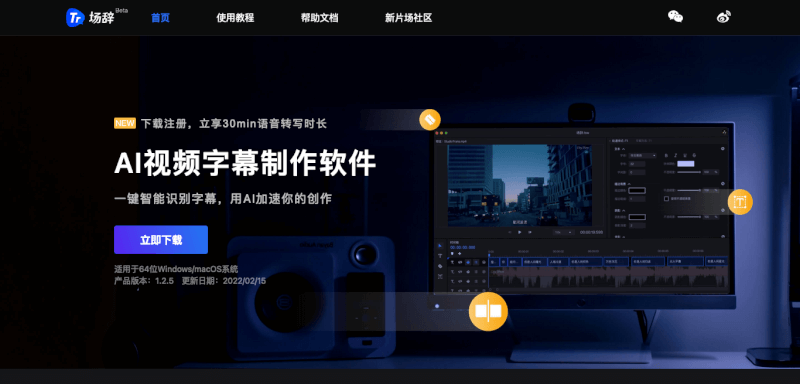 Tr 场辞 Beta
首页 使用教程 帮助文档 新片场社区
NEW 下载注册，立享30min语音转写时长
AI视频字幕制作软件
一键智能识别字幕，用AI加速你的创作
立即下载
适用于64位Windows/macOS系统
产品版本：1.2.5 更新日期：2022/02/15